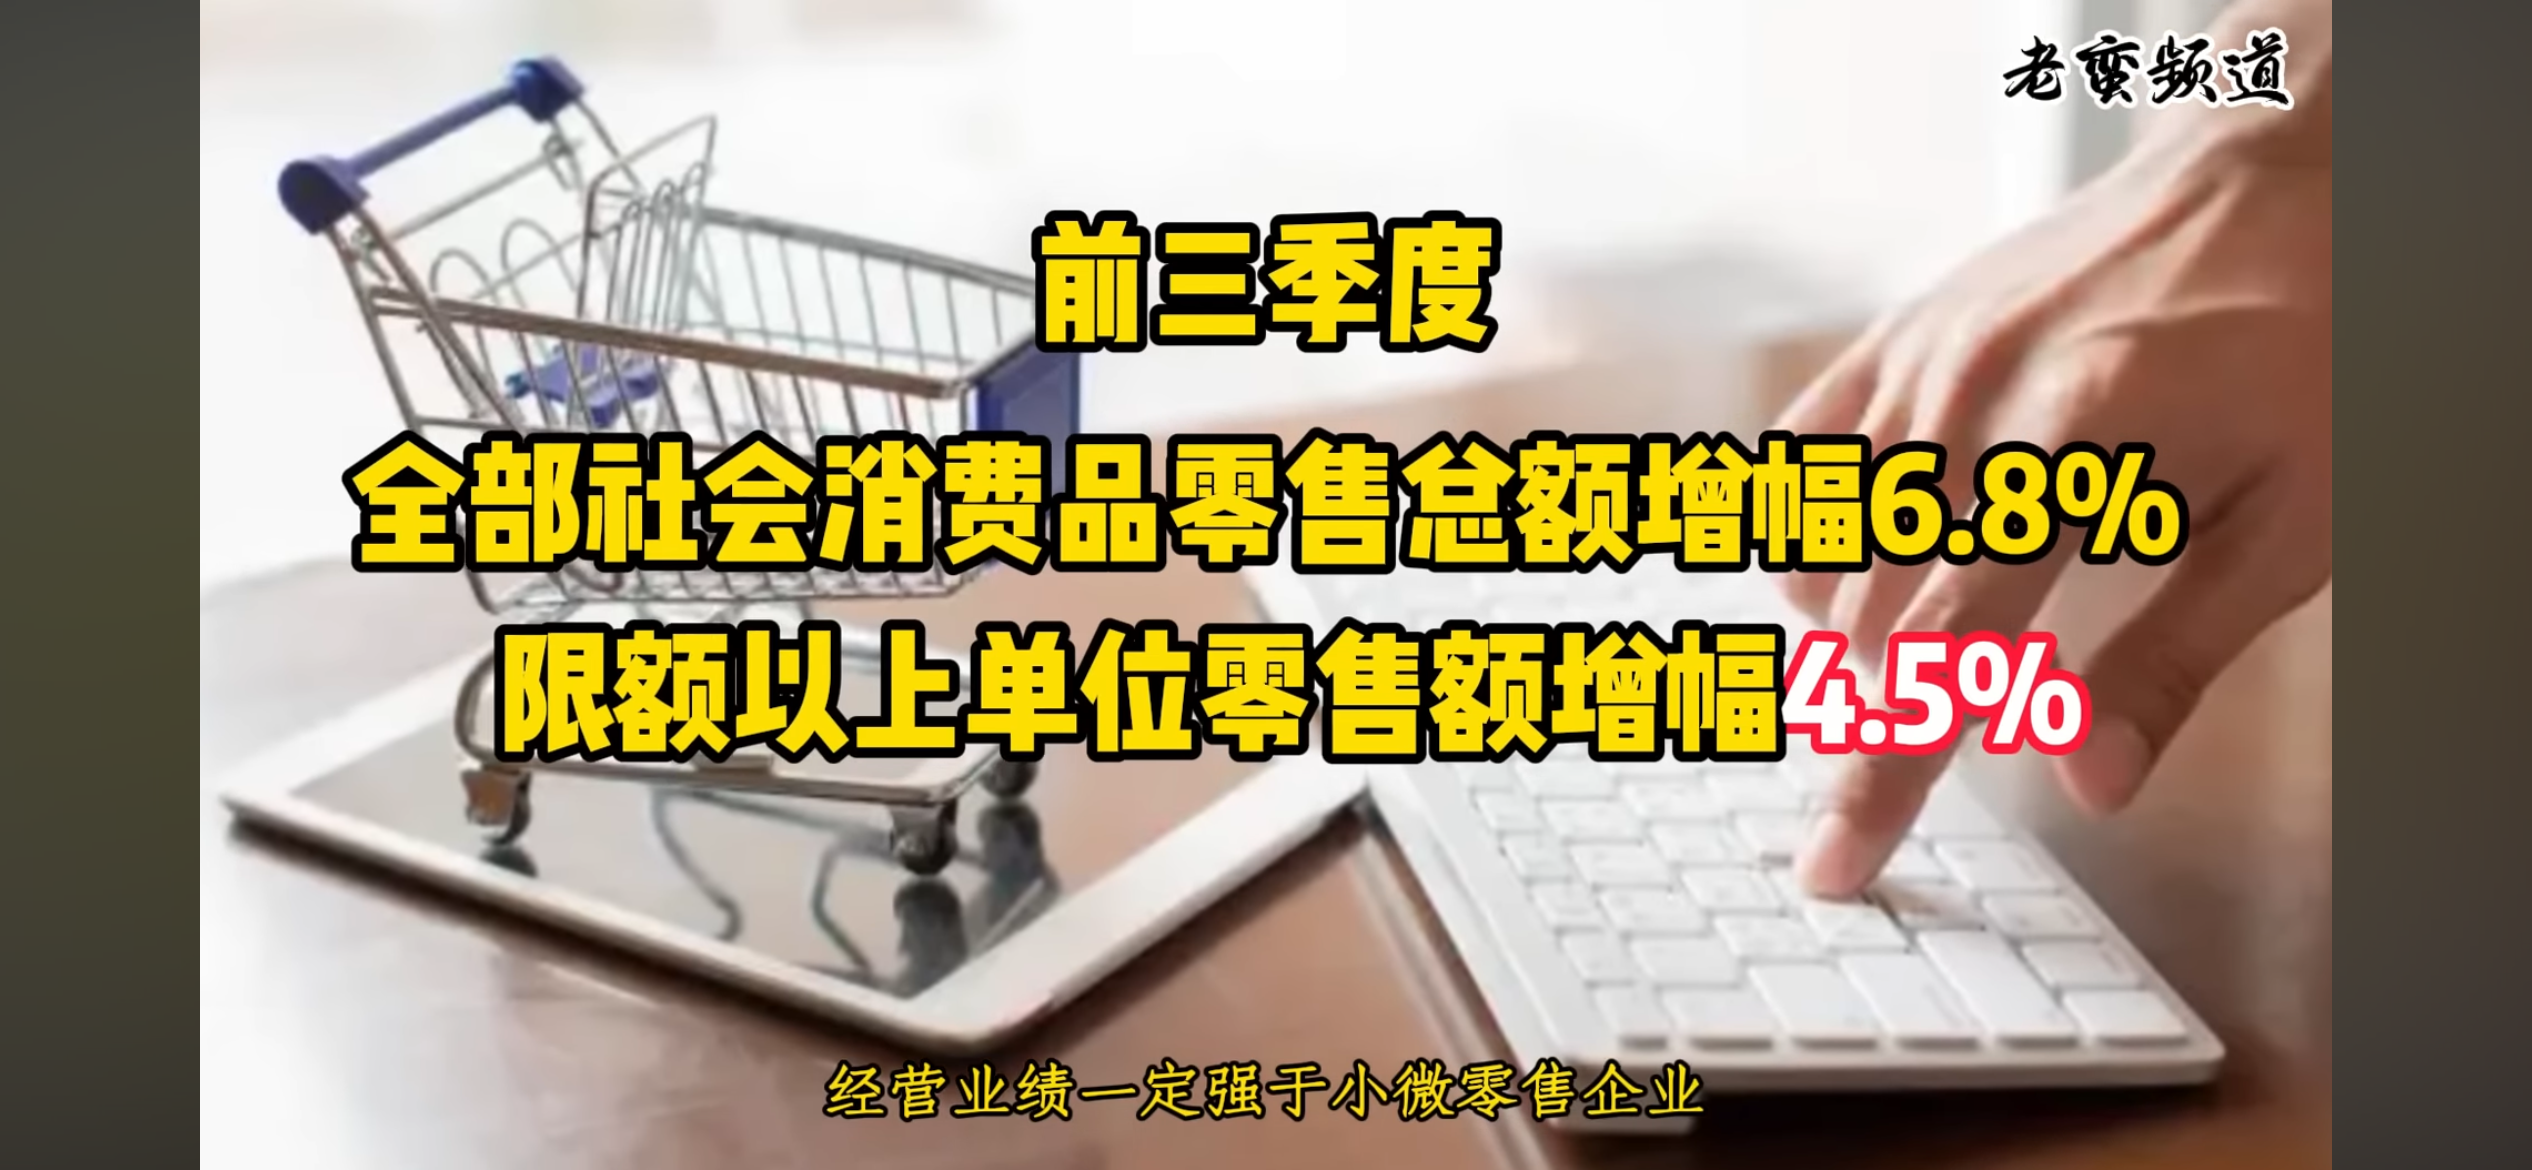 老蛮频道
前三季度
全部社会消费品零售总额增幅6.8%
限额以上单位零售额增幅4.5%
经营业绩一定强于小微零售企业